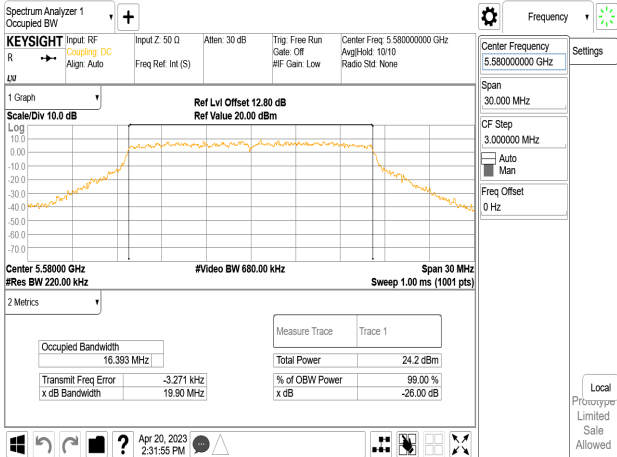 Spectrum Analyzer 1
Occupied BW
KEYSIGHT
R
LXI
Input: RF
Coupling: DC
Align: Auto
Input Z: 50 Ω
Freq Ref: Int (S)
Atten: 30 dB
Trig: Free Run
Gate: Off
#IF Gain: Low
Center Freq: 5.580000000 GHz
Avg|Hold: 10/10
Radio Std: None
1 Graph
Scale/Div 10.0 dB
Ref Lvl Offset 12.80 dB
Ref Value 20.00 dBm
Log
10.0
0.00
-10.0
-20.0
-30.0
-40.0
-50.0
-60.0
-70.0
Center 5.58000 GHz
#Res BW 220.00 kHz
#Video BW 680.00 kHz
Span 30 MHz
Sweep 1.00 ms (1001 pts)
2 Metrics
Measure Trace
Trace 1
Occupied Bandwidth
16.393 MHz
Total Power
24.2 dBm
Transmit Freq Error
-3.271 kHz
% of OBW Power
99.00 %
x dB Bandwidth
19.90 MHz
x dB
-26.00 dB
?
Apr 20, 2023
2:31:55 PM
Frequency
Settings
Center Frequency
5.580000000 GHz
Span
30.000 MHz
CF Step
3.000000 MHz
Auto
Man
Freq Offset
0 Hz
Local
Prototype
Limited
Sale
Allowed